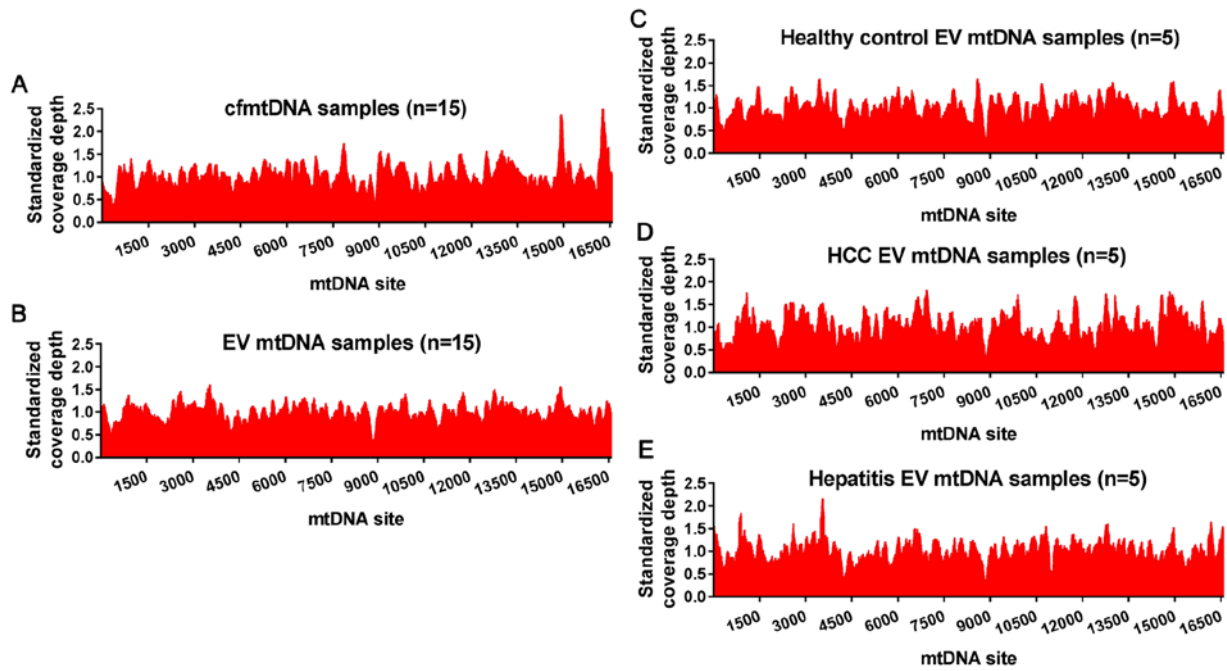 A
cfmtDNA samples (n=15)
Standardized
coverage depth
2.5
2.0
1.5
1.0
0.5
0.0
1500 3000 4500 6000 7500 9000 10500 12000 13500 15000 16500
mtDNA site
B
EV mtDNA samples (n=15)
Standardized
coverage depth
2.5
2.0
1.5
1.0
0.5
0.0
1500 3000 4500 6000 7500 9000 10500 12000 13500 15000 16500
mtDNA site
C
Healthy control EV mtDNA samples (n=5)
Standardized
coverage depth
2.5
2.0
1.5
1.0
0.5
0.0
1500 3000 4500 6000 7500 9000 10500 12000 13500 15000 16500
mtDNA site
D
HCC EV mtDNA samples (n=5)
Standardized
coverage depth
2.5
2.0
1.5
1.0
0.5
0.0
1500 3000 4500 6000 7500 9000 10500 12000 13500 15000 16500
mtDNA site
E
Hepatitis EV mtDNA samples (n=5)
Standardized
coverage depth
2.5
2.0
1.5
1.0
0.5
0.0
1500 3000 4500 6000 7500 9000 10500 12000 13500 15000 16500
mtDNA site